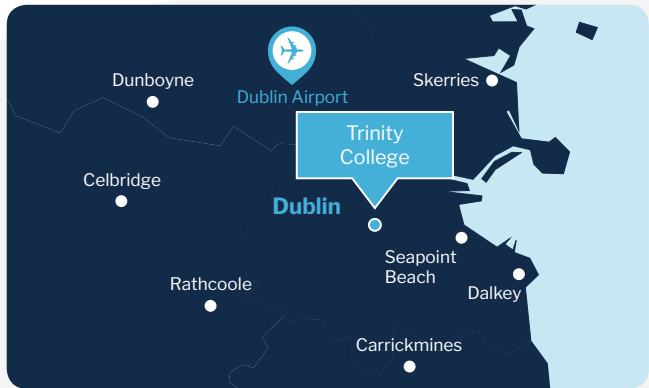 Dunboyne
Skerries
Dublin Airport
Trinity
College
Celbridge
Dublin
Seapoint
Beach
Rathcoole
Dalkey
Carrickmines